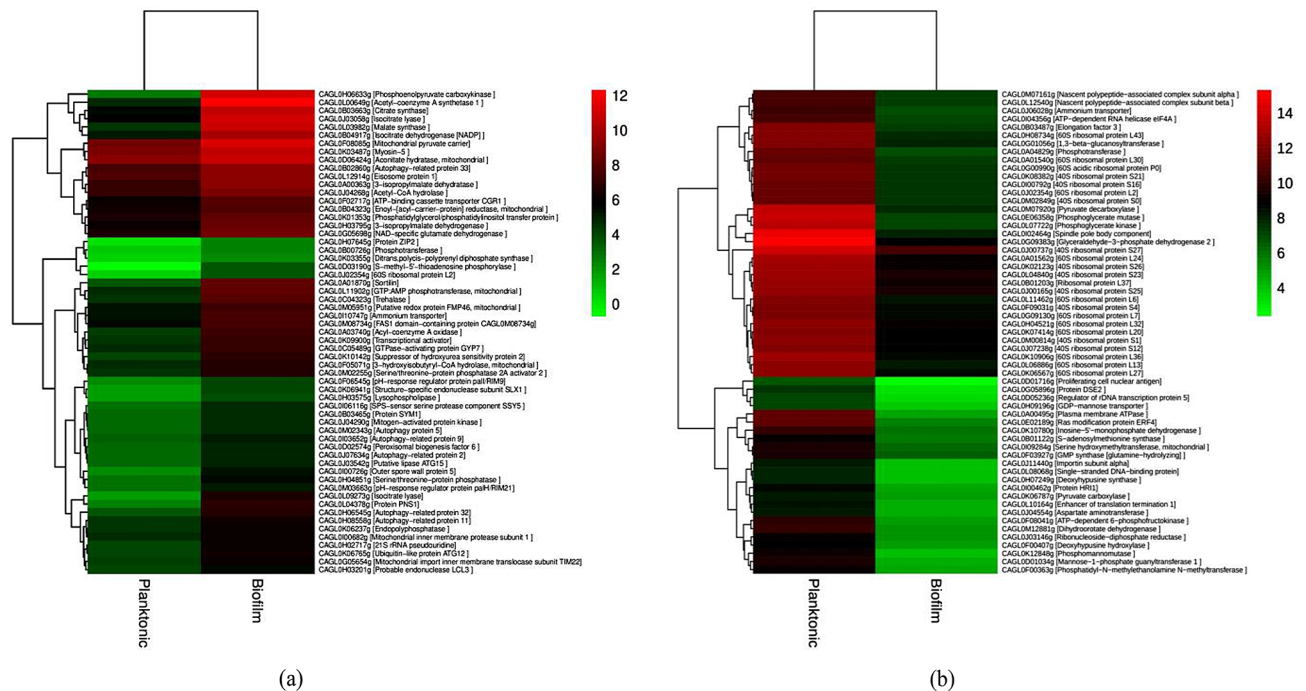 CAGL0H06633g [Phosphoenolpyruvate carboxykinase ]
CAGL0L00649g [Acetyl-coenzyme A synthetase 1 ]
CAGL0B03663g [Citrate synthase ]
CAGL0J03058g [Isocitrate lyase ]
CAGL0L03982g [Malate synthase ]
CAGL0B04917g [Isocitrate dehydrogenase [NADP] ]
CAGL0F08085g [Mitochondrial pyruvate carrier]
CAGL0K03487g [Myosin-5 ]
CAGL0D06424g [Aconitate hydratase, mitochondrial ]
CAGL0B02860g [Autophagy-related protein 33]
CAGL0L12914g [Eisosome protein 1]
CAGL0A00363g [3-isopropylmalate dehydratase ]
CAGL0J04268g [Acetyl-CoA hydrolase ]
CAGL0F02717g [ATP-binding cassette transporter CGR1 ]
CAGL0B04323g [Enoyl-[acyl-carrier-protein] reductase, mitochondrial ]
CAGL0K01353g [Phosphatidylglycerol/phosphatidylinositol transfer protein ]
CAGL0H03795g [3-isopropylmalate dehydrogenase ]
CAGL0G05698g [NAD-specific glutamate dehydrogenase ]
CAGL0H07645g [Protein ZIP2 ]
CAGL0B00726g [Phosphotransferase ]
CAGL0K03355g [Ditrans,polycis-polyprenyl diphosphate synthase ]
CAGL0D03190g [S-methyl-5'-thioadenosine phosphorylase ]
CAGL0J02354g [60S ribosomal protein L2 ]
CAGL0A01870g [Sortilin]
CAGL0L11902g [GTP:AMP phosphotransferase, mitochondrial ]
CAGL0C04323g [Trehalase ]
CAGL0M05951g [Putative redox protein FMP46, mitochondrial ]
CAGL0I10747g [Ammonium transporter]
CAGL0M08734g [FAS1 domain-containing protein CAGL0M08734g]
CAGL0A03740g [Acyl-coenzyme A oxidase ]
CAGL0K09900g [Transcriptional activator]
CAGL0C05489g [GTPase-activating protein GYP7 ]
CAGL0K10142g [Suppressor of hydroxyurea sensitivity protein 2]
CAGL0F05071g [3-hydroxyisobutyryl-CoA hydrolase, mitochondrial ]
CAGL0M02255g [Serine/threonine-protein phosphatase 2A activator 2 ]
CAGL0F06545g [pH-response regulator protein palI/RIM9]
CAGL0K06941g [Structure-specific endonuclease subunit SLX1 ]
CAGL0H03575g [Lysophospholipase ]
CAGL0I06116g [SPS-sensor serine protease component SSY5 ]
CAGL0B03465g [Protein SYM1]
CAGL0J04290g [Mitogen-activated protein kinase ]
CAGL0M02343g [Autophagy protein 5]
CAGL0I03652g [Autophagy-related protein 9]
CAGL0D02574g [Peroxisomal biogenesis factor 6 ]
CAGL0J07634g [Autophagy-related protein 2]
CAGL0J03542g [Putative lipase ATG15 ]
CAGL0I00726g [Outer spore wall protein 5]
CAGL0H04851g [Serine/threonine-protein phosphatase ]
CAGL0M03663g [pH-response regulator protein palH/RIM21]
CAGL0L09273g [Isocitrate lyase]
CAGL0L04378g [Protein PNS1]
CAGL0H06545g [Autophagy-related protein 32]
CAGL0H08558g [Autophagy-related protein 11]
CAGL0K06237g [Endopolyphosphatase ]
CAGL0I00682g [Mitochondrial inner membrane protease subunit 1 ]
CAGL0H02717g [21S rRNA pseudouridine]
CAGL0K06765g [Ubiquitin-like protein ATG12 ]
CAGL0G05654g [Mitochondrial import inner membrane translocase subunit TIM22]
CAGL0H03201g [Probable endonuclease LCL3 ]
Planktonic
Biofilm
12
10
8
6
4
2
0
(a)
CAGL0M07161g [Nascent polypeptide-associated complex subunit alpha ]
CAGL0L12540g [Nascent polypeptide-associated complex subunit beta ]
CAGL0J06028g [Ammonium transporter]
CAGL0I04356g [ATP-dependent RNA helicase eIF4A ]
CAGL0B03487g [Elongation factor 3 ]
CAGL0H08734g [60S ribosomal protein L43]
CAGL0G01056g [1,3-beta-glucanosyltransferase ]
CAGL0A04829g [Phosphotransferase ]
CAGL0A01540g [60S ribosomal protein L30]
CAGL0G00990g [60S acidic ribosomal protein P0]
CAGL0K08382g [40S ribosomal protein S21]
CAGL0I00792g [40S ribosomal protein S16]
CAGL0J02354g [60S ribosomal protein L2 ]
CAGL0M02849g [40S ribosomal protein S0]
CAGL0M07920g [Pyruvate decarboxylase ]
CAGL0E06358g [Phosphoglycerate mutase ]
CAGL0L07722g [Phosphoglycerate kinase ]
CAGL0I02464g [Spindle pole body component]
CAGL0G09383g [Glyceraldehyde-3-phosphate dehydrogenase 2 ]
CAGL0J00737g [40S ribosomal protein S27]
CAGL0A01562g [60S ribosomal protein L24]
CAGL0K02123g [40S ribosomal protein S26]
CAGL0L04840g [40S ribosomal protein S23]
CAGL0B01203g [Ribosomal protein L37]
CAGL0J00165g [40S ribosomal protein S25]
CAGL0L11462g [60S ribosomal protein L6]
CAGL0F09031g [40S ribosomal protein S4]
CAGL0G09130g [60S ribosomal protein L7]
CAGL0H04521g [60S ribosomal protein L32]
CAGL0K07414g [60S ribosomal protein L20]
CAGL0M00814g [40S ribosomal protein S1]
CAGL0J07238g [40S ribosomal protein S12]
CAGL0K10906g [60S ribosomal protein L36]
CAGL0L06886g [60S ribosomal protein L13]
CAGL0K06567g [60S ribosomal protein L27]
CAGL0D01716g [Proliferating cell nuclear antigen]
CAGL0G05896g [Protein DSE2 ]
CAGL0D05236g [Regulator of rDNA transcription protein 5]
CAGL0H09196g [GDP-mannose transporter ]
CAGL0A00495g [Plasma membrane ATPase ]
CAGL0E02189g [Ras modification protein ERF4]
CAGL0K10780g [Inosine-5'-monophosphate dehydrogenase ]
CAGL0B01122g [S-adenosylmethionine synthase ]
CAGL0I09284g [Serine hydroxymethyltransferase, mitochondrial ]
CAGL0F03927g [GMP synthase [glutamine-hydrolyzing] ]
CAGL0J11440g [Importin subunit alpha]
CAGL0L08068g [Single-stranded DNA-binding protein]
CAGL0H07249g [Deoxyhypusine synthase ]
CAGL0I00462g [Protein HRI1]
CAGL0K06787g [Pyruvate carboxylase ]
CAGL0L10164g [Enhancer of translation termination 1]
CAGL0J04554g [Aspartate aminotransferase ]
CAGL0F08041g [ATP-dependent 6-phosphofructokinase ]
CAGL0M12881g [Dihydroorotate dehydrogenase ]
CAGL0J03146g [Ribonucleoside-diphosphate reductase ]
CAGL0F00407g [Deoxyhypusine hydroxylase ]
CAGL0K12848g [Phosphomannomutase ]
CAGL0D01034g [Mannose-1-phosphate guanyltransferase 1 ]
CAGL0F00363g [Phosphatidyl-N-methylethanolamine N-methyltransferase ]
Planktonic
Biofilm
14
12
10
8
6
4
(b)